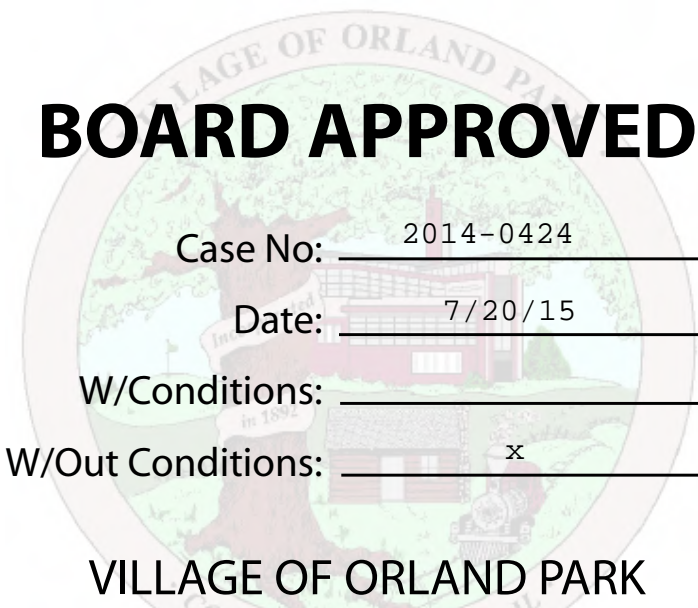 VILLAGE OF ORLAND PARK
BOARD APPROVED
Case No: 2014-0424
Date: 7/20/15
Incorporated
in 1892
W/Conditions:
W/Out Conditions: x
VILLAGE OF ORLAND PARK